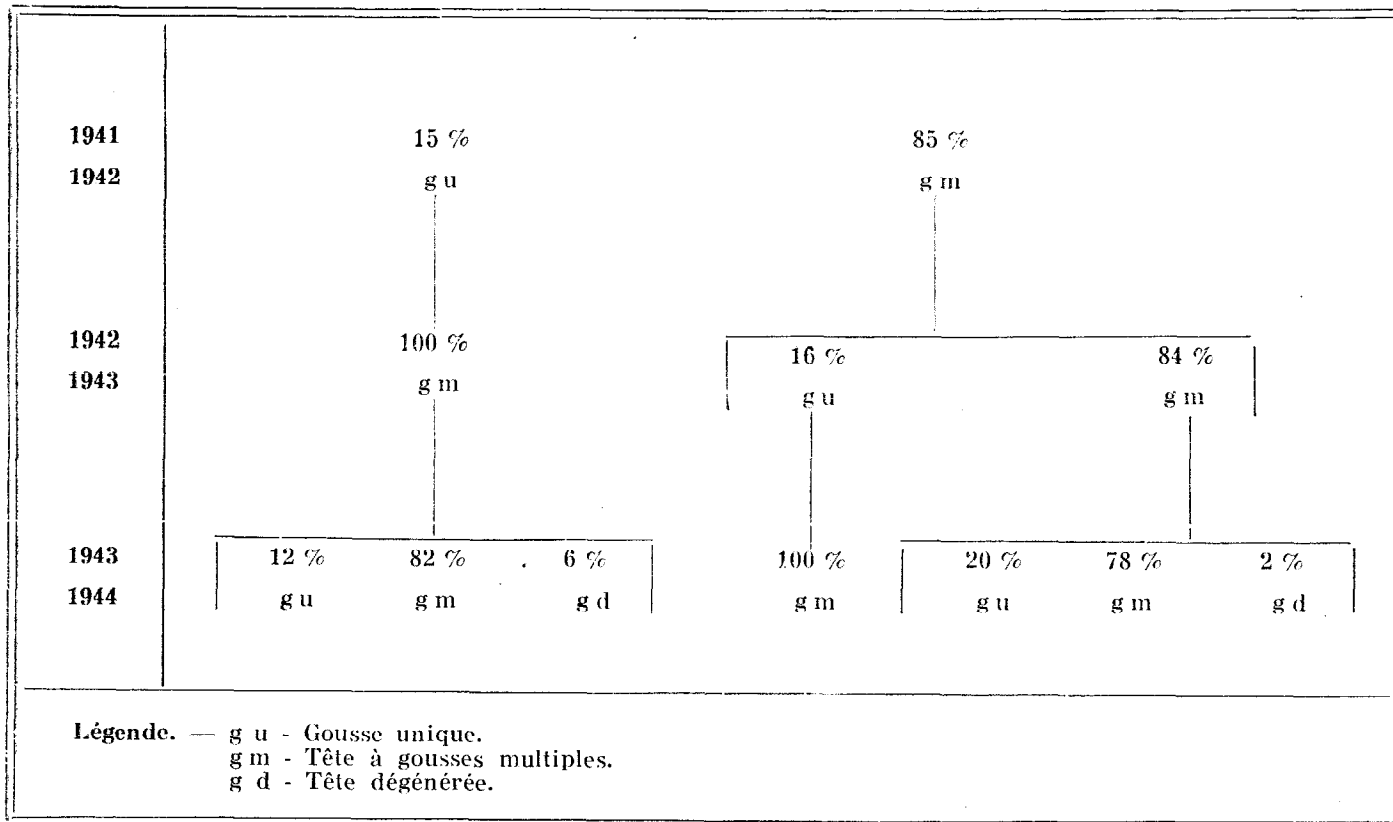 1941 15 % 85 %
1942 g u g m
1942 100 % 16 % 84 %
1943 g m g u g m
1943 12 % 82 % 6 % 100 % 20 % 78 % 2 %
1944 g u g m g d g m g u g m g d
Légende. — g u - Gousse unique.
g m - Tête à gousses multiples.
g d - Tête dégénérée.